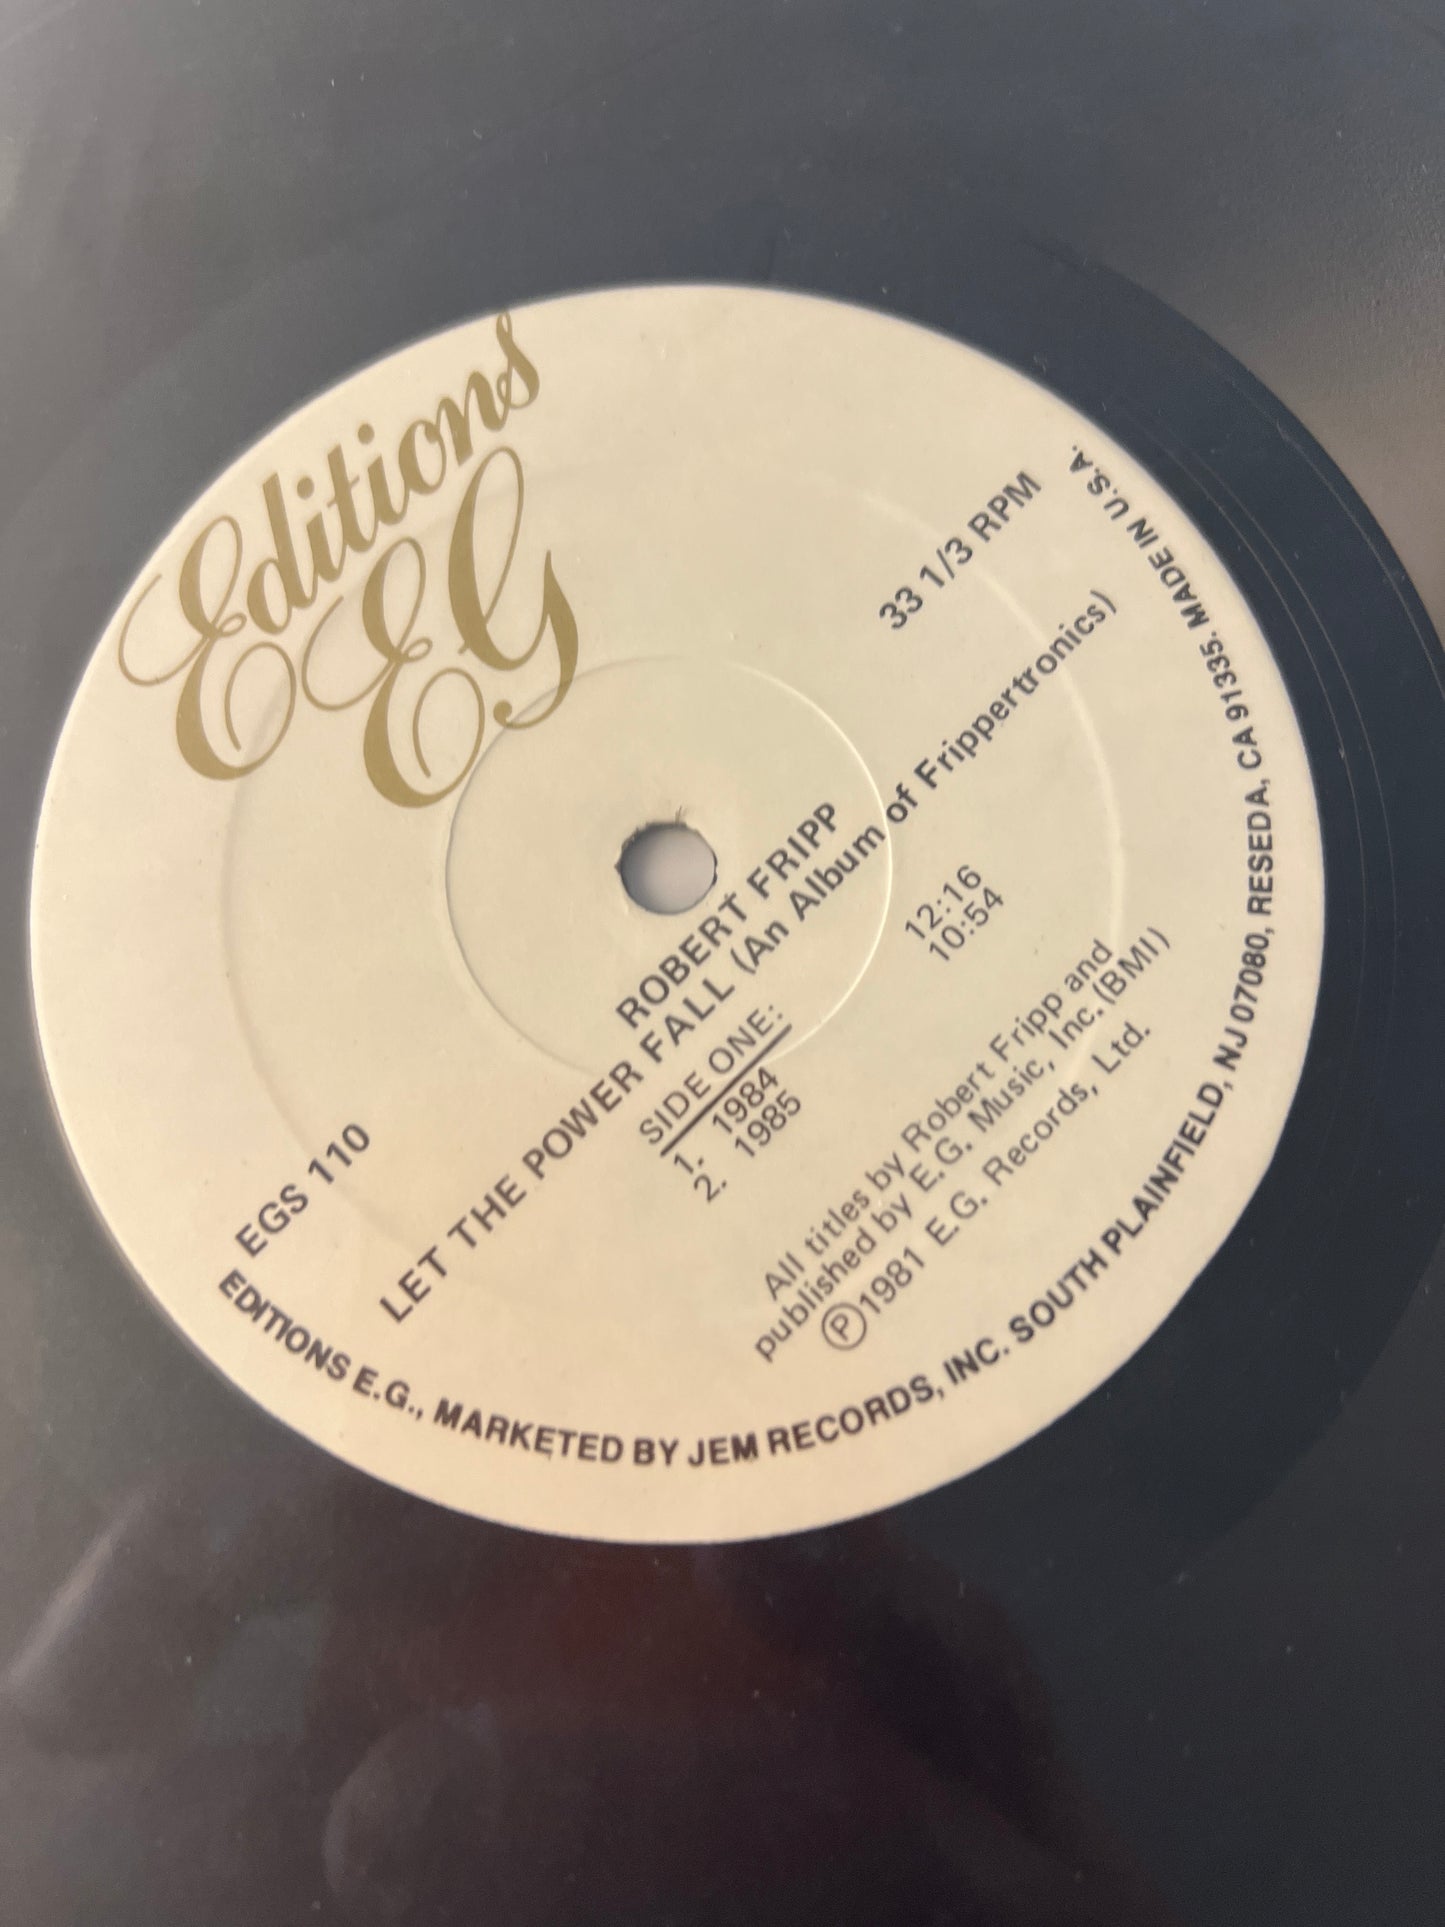 Editions
EG
33 1/3 RPM
EGS 110
ROBERT FRIPP
LET THE POWER FALL (An Album of Frippertronics)
SIDE ONE:
1. 1984 12:16
2. 1985 10:54
All titles by Robert Fripp and
published by E.G. Music, Inc. (BMI)
Ⓟ1981 E.G. Records, Ltd.
EDITIONS E.G., MARKETED BY JEM RECORDS, INC. SOUTH PLAINFIELD, NJ 07080, RESEDA, CA 91335. MADE IN U.S.A.